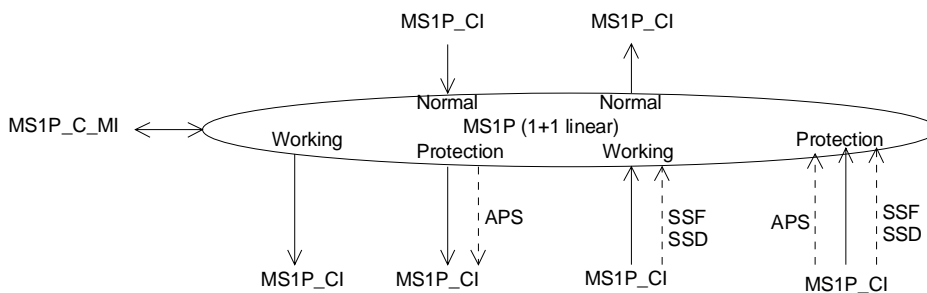 MS1P_CI MS1P_CI
Normal Normal
MS1P_C_MI MS1P (1+1 linear)
Working Protection Working Protection
APS SSF APS SSF
SSD SSD
MS1P_CI MS1P_CI MS1P_CI MS1P_CI